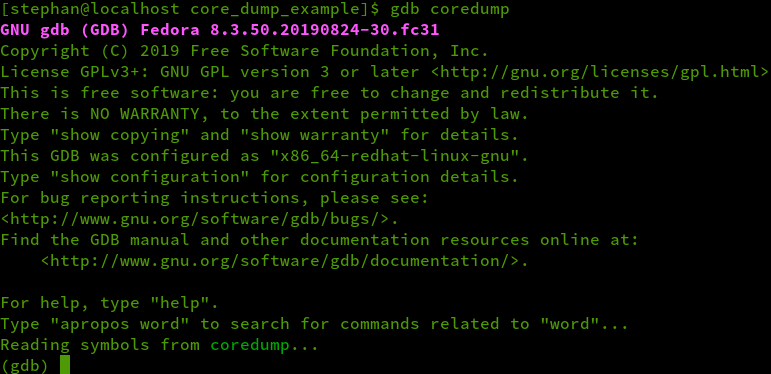 [stephan@localhost core_dump_example]$ gdb coredump
GNU gdb (GDB) Fedora 8.3.50.20190824-30.fc31
Copyright (C) 2019 Free Software Foundation, Inc.
License GPLv3+: GNU GPL version 3 or later <http://gnu.org/licenses/gpl.html>
This is free software: you are free to change and redistribute it.
There is NO WARRANTY, to the extent permitted by law.
Type "show copying" and "show warranty" for details.
This GDB was configured as "x86_64-redhat-linux-gnu".
Type "show configuration" for configuration details.
For bug reporting instructions, please see:
<http://www.gnu.org/software/gdb/bugs/>.
Find the GDB manual and other documentation resources online at:
    <http://www.gnu.org/software/gdb/documentation/>.

For help, type "help".
Type "apropos word" to search for commands related to "word"...
Reading symbols from coredump...
(gdb)